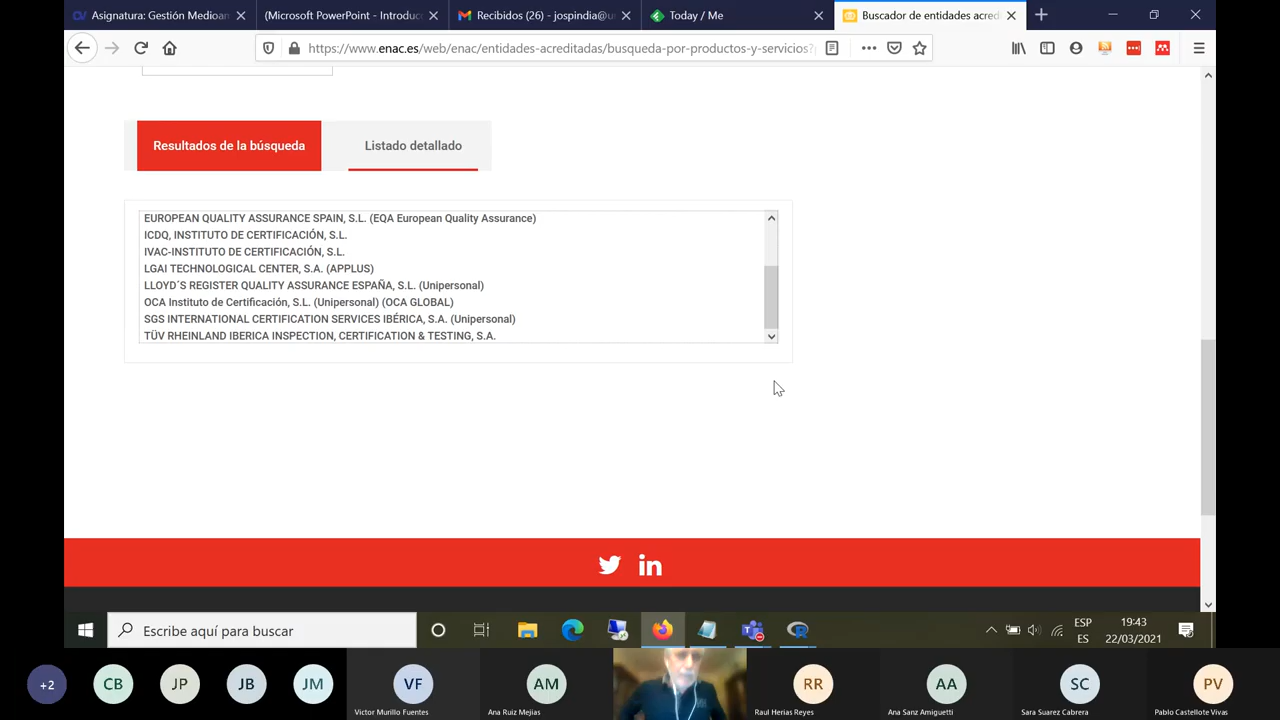 Asignatura: Gestión Medioam
(Microsoft PowerPoint - Introduc
Recibidos (26) - jospindia@u
Today / Me
Buscador de entidades acredi
https://www.enac.es/web/enac/entidades-acreditadas/busqueda-por-productos-y-servicios?
Resultados de la búsqueda
Listado detallado
EUROPEAN QUALITY ASSURANCE SPAIN, S.L. (EQA European Quality Assurance)
ICDQ, INSTITUTO DE CERTIFICACIÓN, S.L.
IVAC-INSTITUTO DE CERTIFICACIÓN, S.L.
LGAI TECHNOLOGICAL CENTER, S.A. (APPLUS)
LLOYD´S REGISTER QUALITY ASSURANCE ESPAÑA, S.L. (Unipersonal)
OCA Instituto de Certificación, S.L. (Unipersonal) (OCA GLOBAL)
SGS INTERNATIONAL CERTIFICATION SERVICES IBÉRICA, S.A. (Unipersonal)
TÜV RHEINLAND IBERICA INSPECTION, CERTIFICATION & TESTING, S.A.
in
Escribe aquí para buscar
ESP
ES
19:43
22/03/2021
+2
CB
JP
JB
JM
VF
Victor Murillo Fuentes
AM
Ana Ruiz Mejias
RR
Raul Herias Reyes
AA
Ana Sanz Amiguetti
SC
Sara Suarez Cabrera
PV
Pablo Castellote Vivas